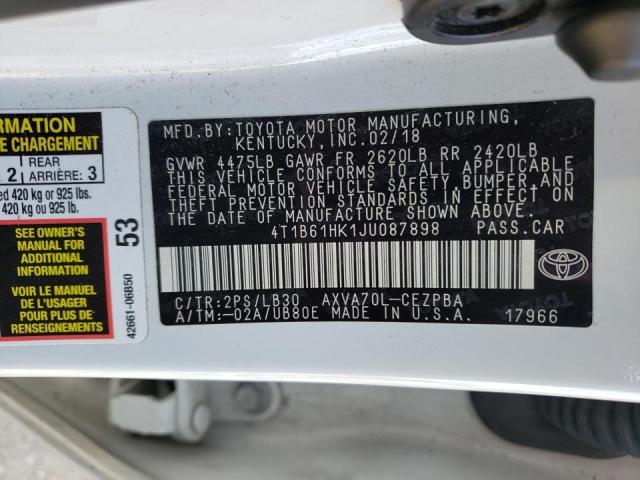 FORMATION
E CHARGEMENT
2
REAR
ARRIÈRE:
3
ed 420 kg or 925 lbs.
420 kg ou 925 lb.
SEE OWNER'S
MANUAL FOR
ADDITIONAL
INFORMATION
VOIR LE MANUEL
DE L'USAGER
POUR PLUS DE
RENSEIGNEMENTS
53
42661-06B50
MFD.BY:TOYOTA MOTOR MANUFACTURING,
KENTUCKY, INC.02/18
GVWR 4475LB GAWR FR 2620LB RR 2420LB
THIS VEHICLE CONFORMS TO ALL APPLICABLE
FEDERAL MOTOR VEHICLE SAFETY,BUMPER,AND
THEFT PREVENTION STANDARDS IN EFFECT ON
THE DATE OF MANUFACTURE SHOWN ABOVE.
4T1B61HK1JU087898 PASS.CAR
C/TR:2PS/LB30 AXVA70L-CEZPBA
A/TM:-02A/UB80E MADE IN U.S.A. 17966
TOYOTA